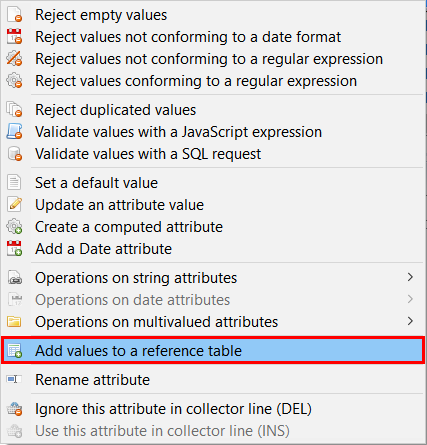 Reject empty values
Reject values not conforming to a date format
Reject values not conforming to a regular expression
Reject values conforming to a regular expression
Reject duplicated values
Validate values with a JavaScript expression
Validate values with a SQL request
Set a default value
Update an attribute value
Create a computed attribute
Add a Date attribute
Operations on string attributes
Operations on date attributes
Operations on multivalued attributes
Add values to a reference table
Rename attribute
Ignore this attribute in collector line (DEL)
Use this attribute in collector line (INS)